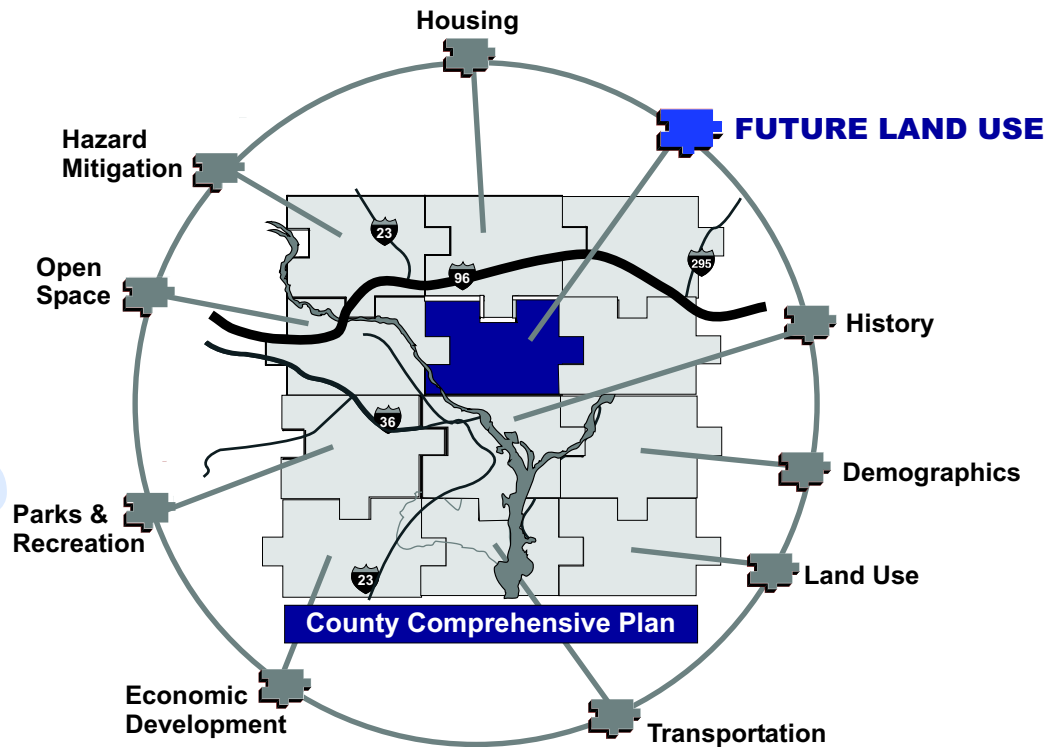 Housing
FUTURE LAND USE
Hazard
Mitigation
23
96
295
Open
Space
History
36
Demographics
Parks &
Recreation
Land Use
23
County Comprehensive Plan
Economic
Development
Transportation